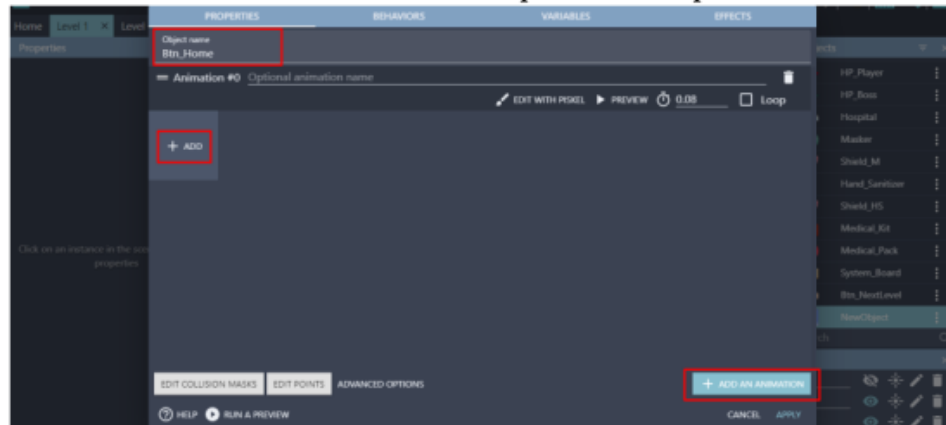 PROPERTIES BEHAVIORS VARIABLES EFFECTS
Home Level 1 × Level
Properties
Object name
Btn_Home
Animation #0 Optional animation name
EDIT WITH PISKEL PREVIEW 0.08 Loop
+ ADD
Click on an instance in the sce
properties
ects
HP_Player
HP_Boss
Hospital
Masker
Shield_M
Hand_Sanitizer
Shield_HS
Medical_Kit
Medical_Pack
System_Board
Btn_NextLevel
NewObject
ch
EDIT COLLISION MASKS EDIT POINTS ADVANCED OPTIONS + ADD AN ANIMATION
? HELP RUN A PREVIEW CANCEL APPLY